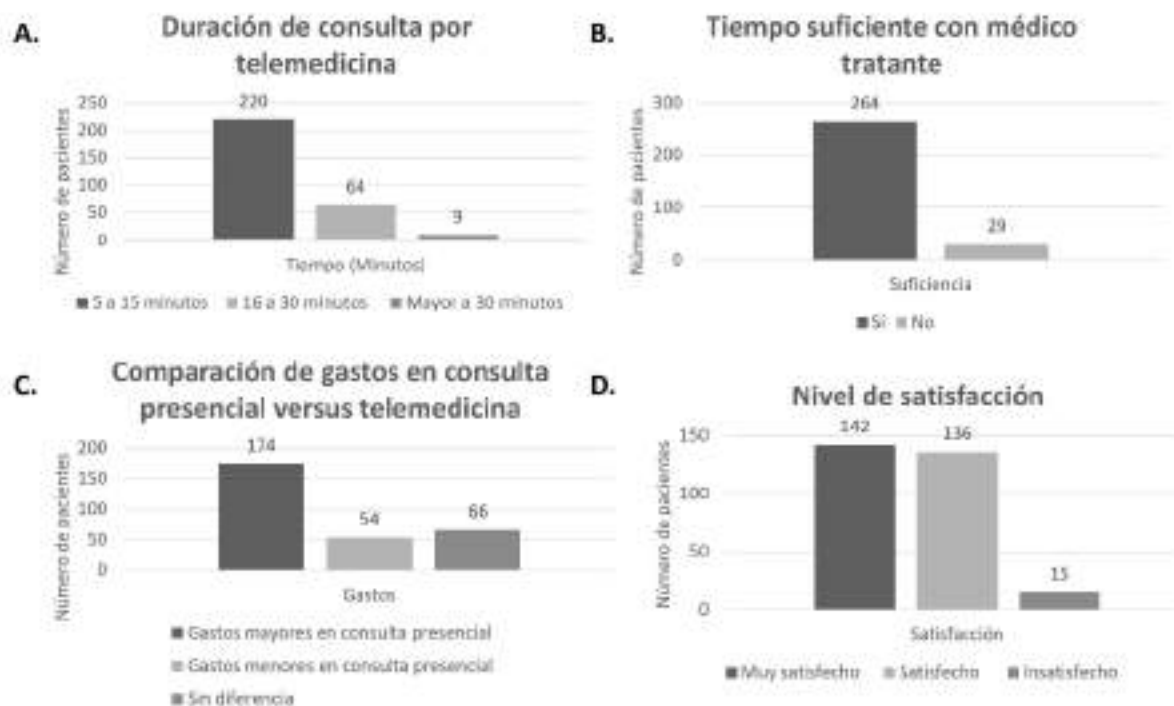 A.
Duración de consulta por
telemedicina
Número de pacientes
250
200
150
100
50
0
220
64
9
Tiempo (Minutos)
5 a 15 minutos
16 a 30 minutos
Mayor a 30 minutos
B.
Tiempo suficiente con médico
tratante
Número de pacientes
300
200
100
0
264
29
Suficiencia
Sí
No
C.
Comparación de gastos en consulta
presencial versus telemedicina
Número de pacientes
200
150
100
50
0
174
54
66
Gastos
Gastos mayores en consulta presencial
Gastos menores en consulta presencial
Sin diferencia
D.
Nivel de satisfacción
Número de pacientes
150
100
50
0
142
136
15
Satisfacción
Muy satisfecho
Satisfecho
Insatisfecho